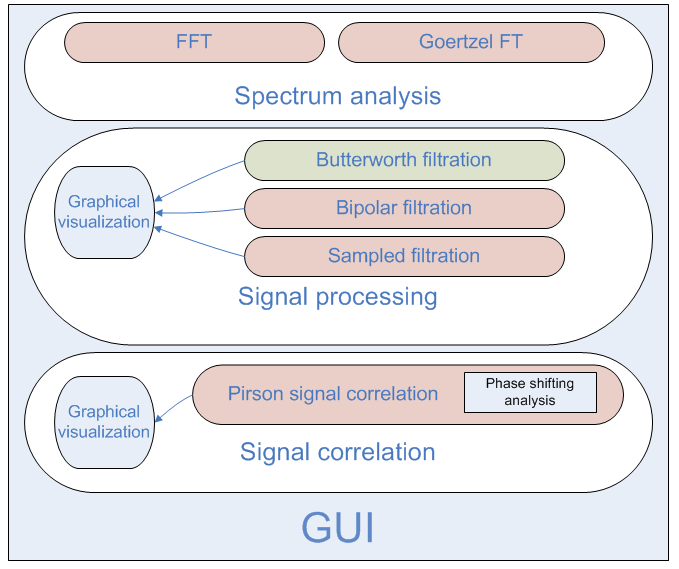 FFT
Goertzel FT
Spectrum analysis
Butterworth filtration
Graphical
visualization
Bipolar filtration
Sampled filtration
Signal processing
Graphical
visualization
Pirson signal correlation
Phase shifting
analysis
Signal correlation
GUI